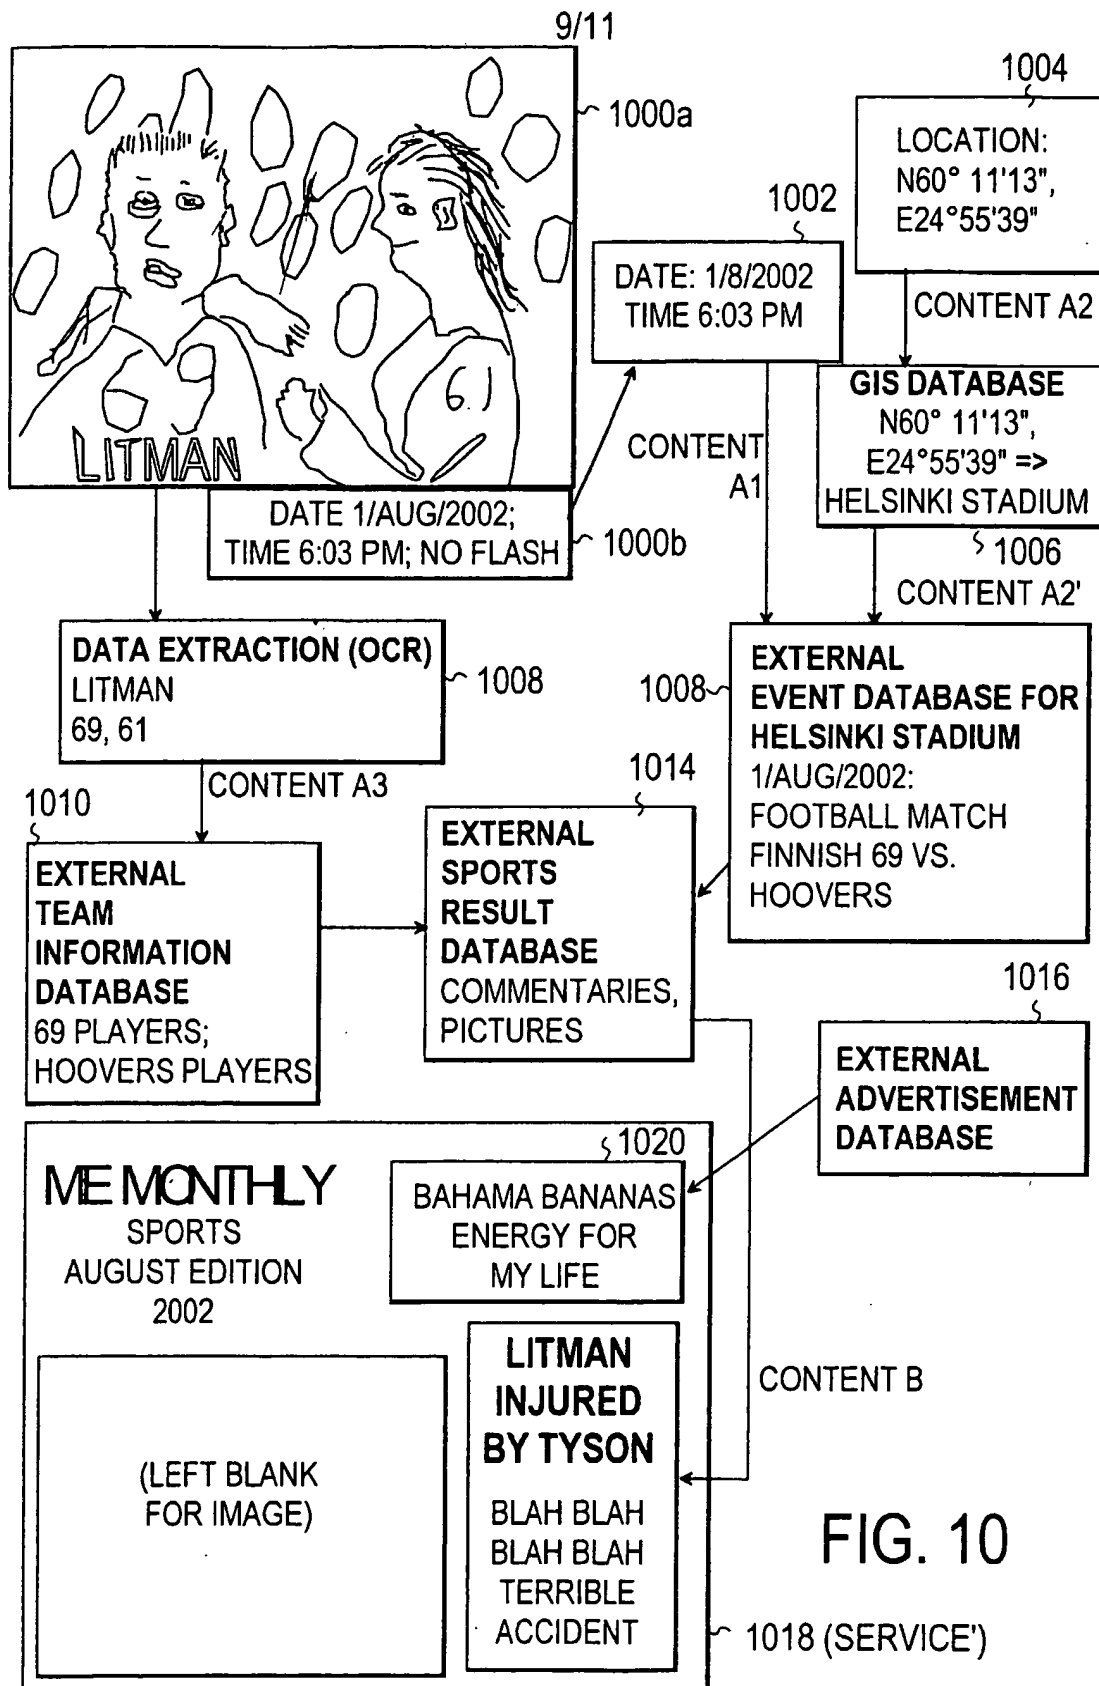 9/11
1000a
1004
LOCATION:
N60° 11'13",
E24°55'39"
1002
DATE: 1/8/2002
TIME 6:03 PM
CONTENT A2
GIS DATABASE
N60° 11'13",
E24°55'39" =>
HELSINKI STADIUM
61
LITMAN
CONTENT
A1
DATE 1/AUG/2002;
TIME 6:03 PM; NO FLASH
1000b
1006
CONTENT A2'
DATA EXTRACTION (OCR)
LITMAN
69, 61
1008
1008
EXTERNAL
EVENT DATABASE FOR
HELSINKI STADIUM
1/AUG/2002:
FOOTBALL MATCH
FINNISH 69 VS.
HOOVERS
CONTENT A3
1010
1014
EXTERNAL
TEAM
INFORMATION
DATABASE
69 PLAYERS;
HOOVERS PLAYERS
EXTERNAL
SPORTS
RESULT
DATABASE
COMMENTARIES,
PICTURES
1016
EXTERNAL
ADVERTISEMENT
DATABASE
ME MONTHLY
SPORTS
AUGUST EDITION
2002
1020
BAHAMA BANANAS
ENERGY FOR
MY LIFE
LITMAN
INJURED
BY TYSON
BLAH BLAH
BLAH BLAH
TERRIBLE
ACCIDENT
CONTENT B
(LEFT BLANK
FOR IMAGE)
FIG. 10
1018 (SERVICE')